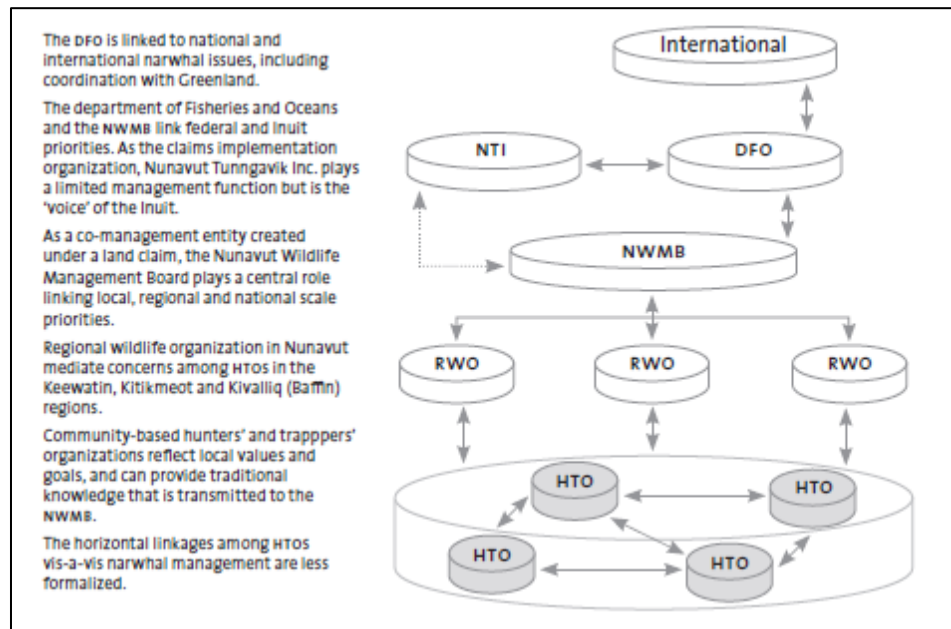 The DFO is linked to national and
international narwhal issues, including
coordination with Greenland.
The department of Fisheries and Oceans
and the NWMB link federal and Inuit
priorities. As the claims implementation
organization, Nunavut Tunngavik Inc. plays
a limited management function but is the
‘voice’ of the Inuit.
As a co-management entity created
under a land claim, the Nunavut Wildlife
Management Board plays a central role
linking local, regional and national scale
priorities.
Regional wildlife organization in Nunavut
mediate concerns among HTOs in the
Keewatin, Kitikmeot and Kivalliq (Baffin)
regions.
Community-based hunters’ and trapppers’
organizations reflect local values and
goals, and can provide traditional
knowledge that is transmitted to the
NWMB.
The horizontal linkages among HTOs
vis-a-vis narwhal management are less
formalized.
International
NTI
DFO
NWMB
RWO
RWO
RWO
HTO
HTO
HTO
HTO